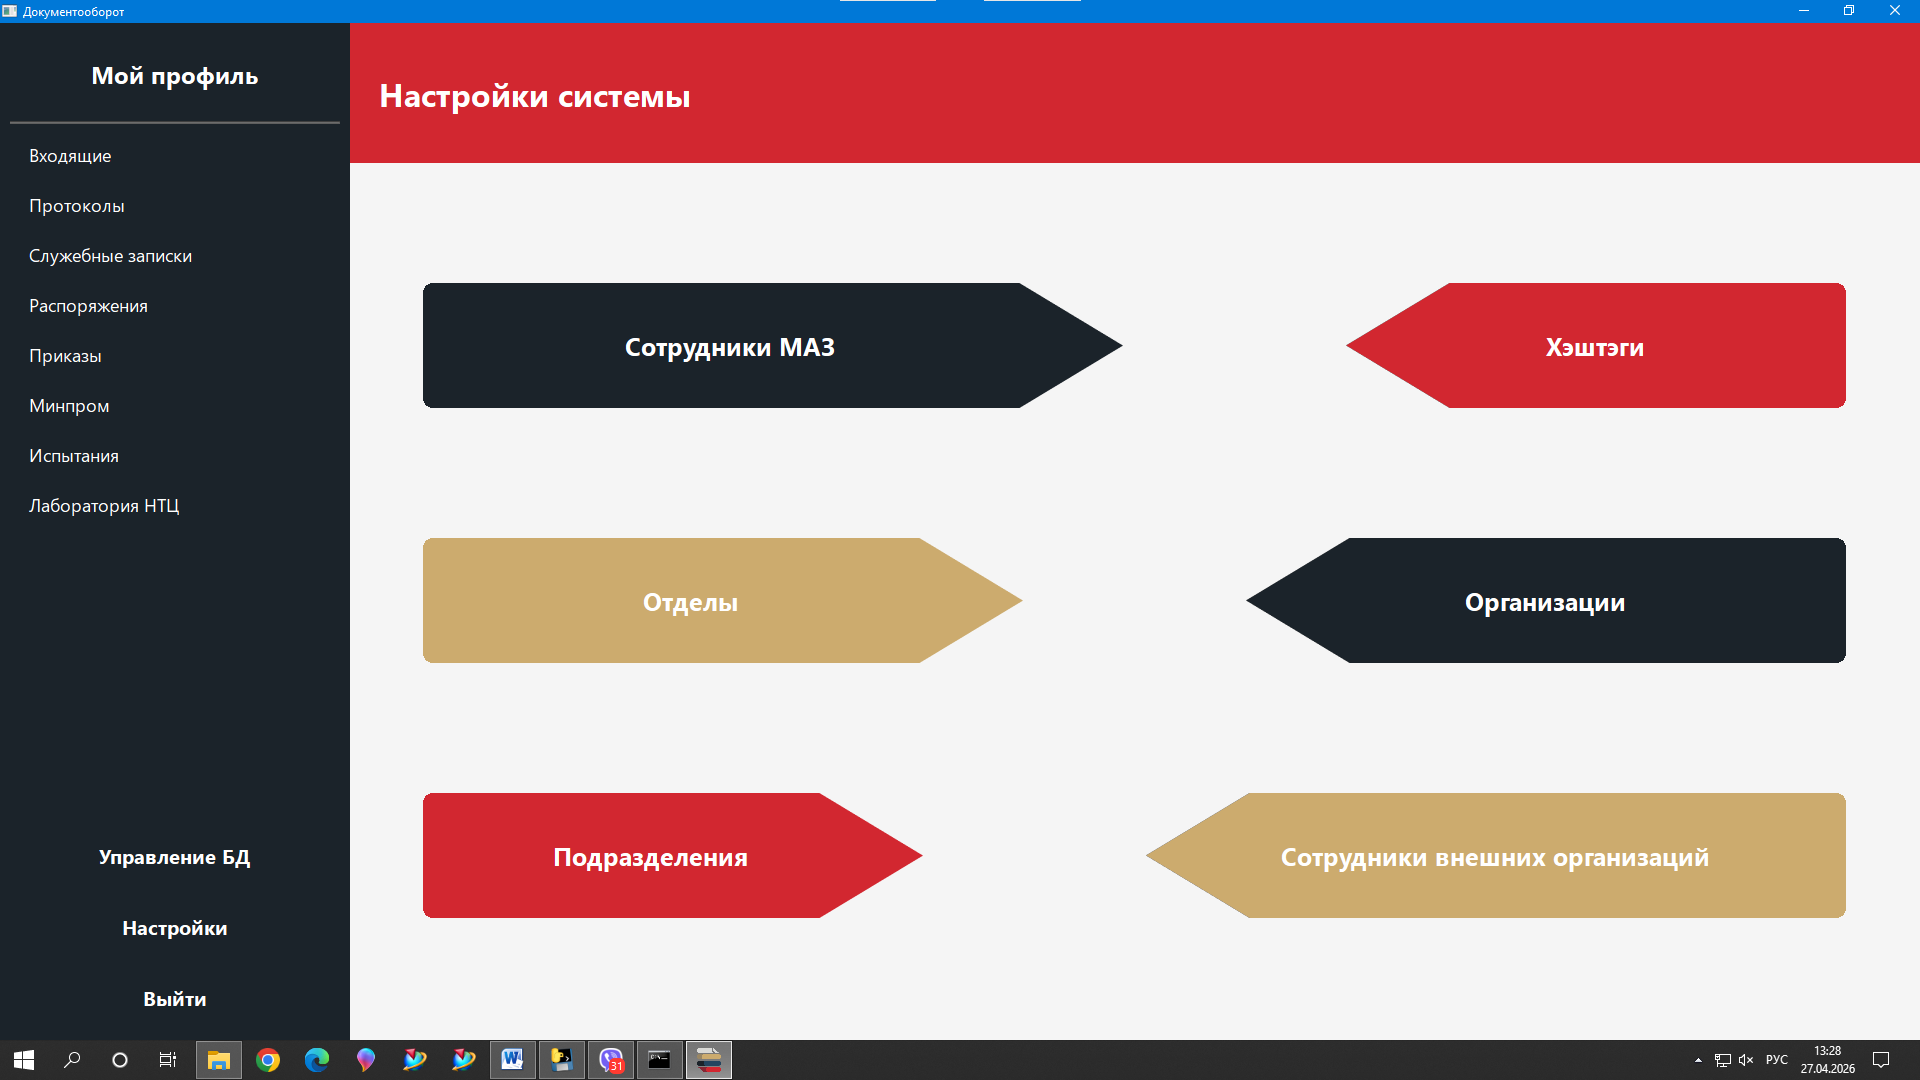 Документооборот
Мой профиль
Входящие
Протоколы
Служебные записки
Распоряжения
Приказы
Минпром
Испытания
Лаборатория НТЦ
Управление БД
Настройки
Выйти
Настройки системы
Сотрудники МАЗ
Хэштэги
Отделы
Организации
Подразделения
Сотрудники внешних организаций
31
РУС
13:28
27.04.2026